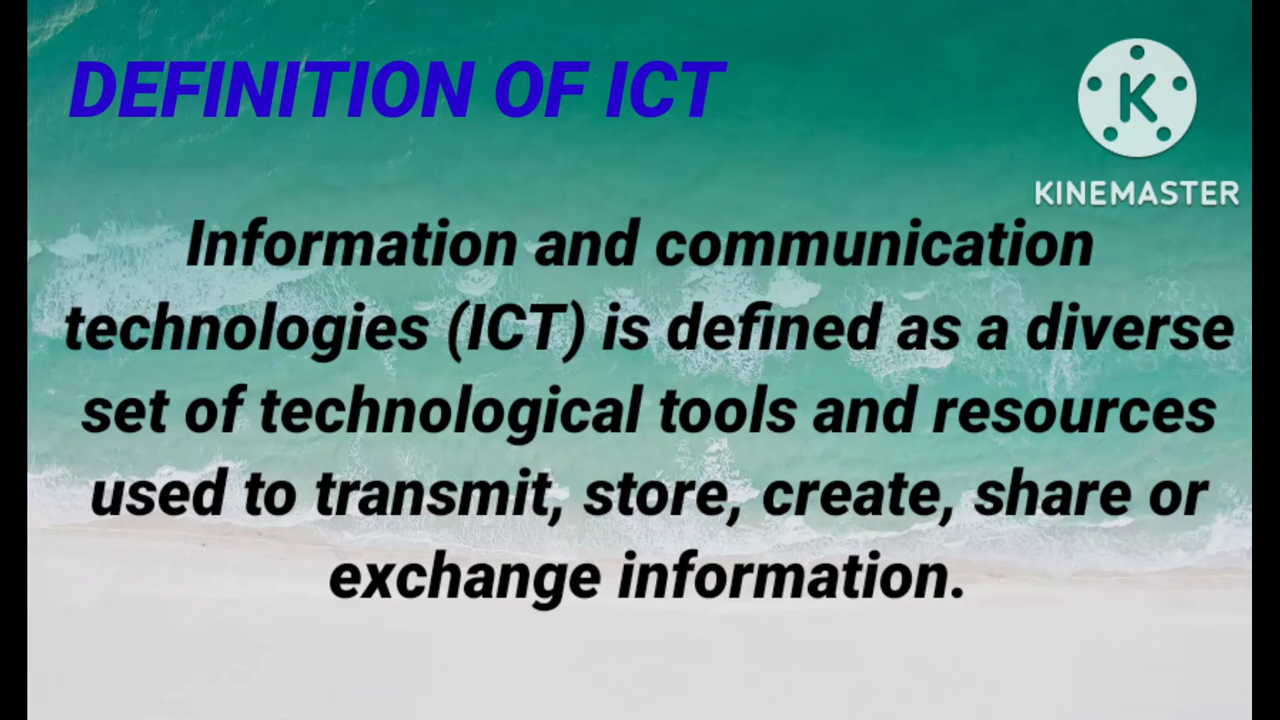 DEFINITION OF ICT
K
KINEMASTER
Information and communication
technologies (ICT) is defined as a diverse
set of technological tools and resources
used to transmit, store, create, share or
exchange information.